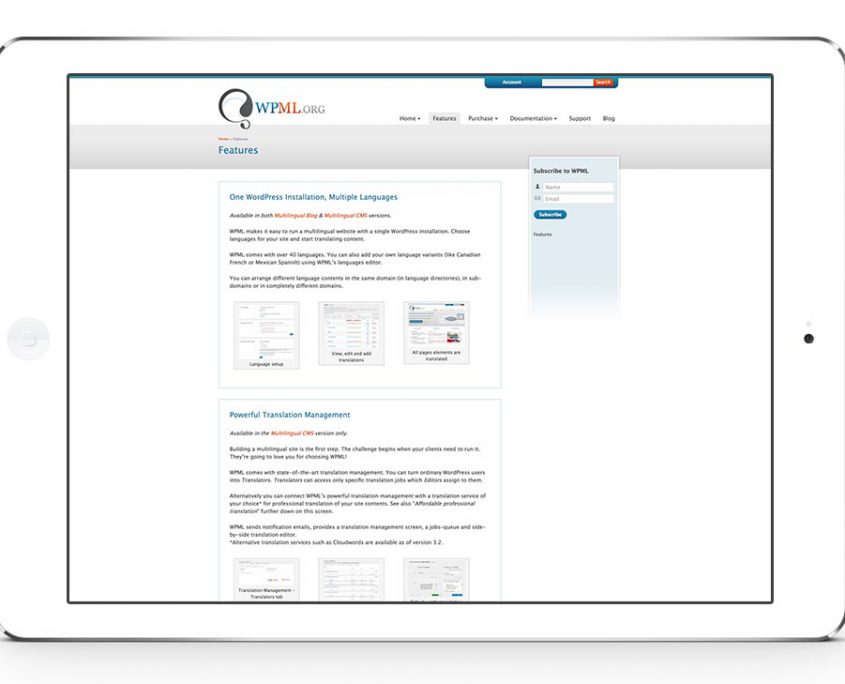 Account
Search
WPML.ORG
Home
Features
Purchase
Documentation
Support
Blog
Home » Features
Features
Subscribe to WPML
Name
Email
Subscribe
Features
One WordPress Installation, Multiple Languages
Available in both Multilingual Blog & Multilingual CMS versions.
WPML makes it easy to run a multilingual website with a single WordPress installation. Choose
languages for your site and start translating content.
WPML comes with over 40 languages. You can also add your own language variants (like Canadian
French or Mexican Spanish) using WPML's languages editor.
You can arrange different language contents in the same domain (in language directories), in sub-
domains or in completely different domains.
Language setup
View, edit and add
translations
All pages elements are
translated
Powerful Translation Management
Available in the Multilingual CMS version only.
Building a multilingual site is the first step. The challenge begins when your clients need to run it.
They're going to love you for choosing WPML!
WPML comes with state-of-the-art translation management. You can turn ordinary WordPress users
into Translators. Translators can access only specific translation jobs which Editors assign to them.
Alternatively you can connect WPML's powerful translation management with a translation service of
your choice* for professional translation of your site contents. See also "Affordable professional
translation" further down on this screen.
WPML sends notification emails, provides a translation management screen, a jobs-queue and side-
by-side translation editor.
*Alternative translation services such as Cloudwords are available as of version 3.2.
Translation Management –
Translators tab